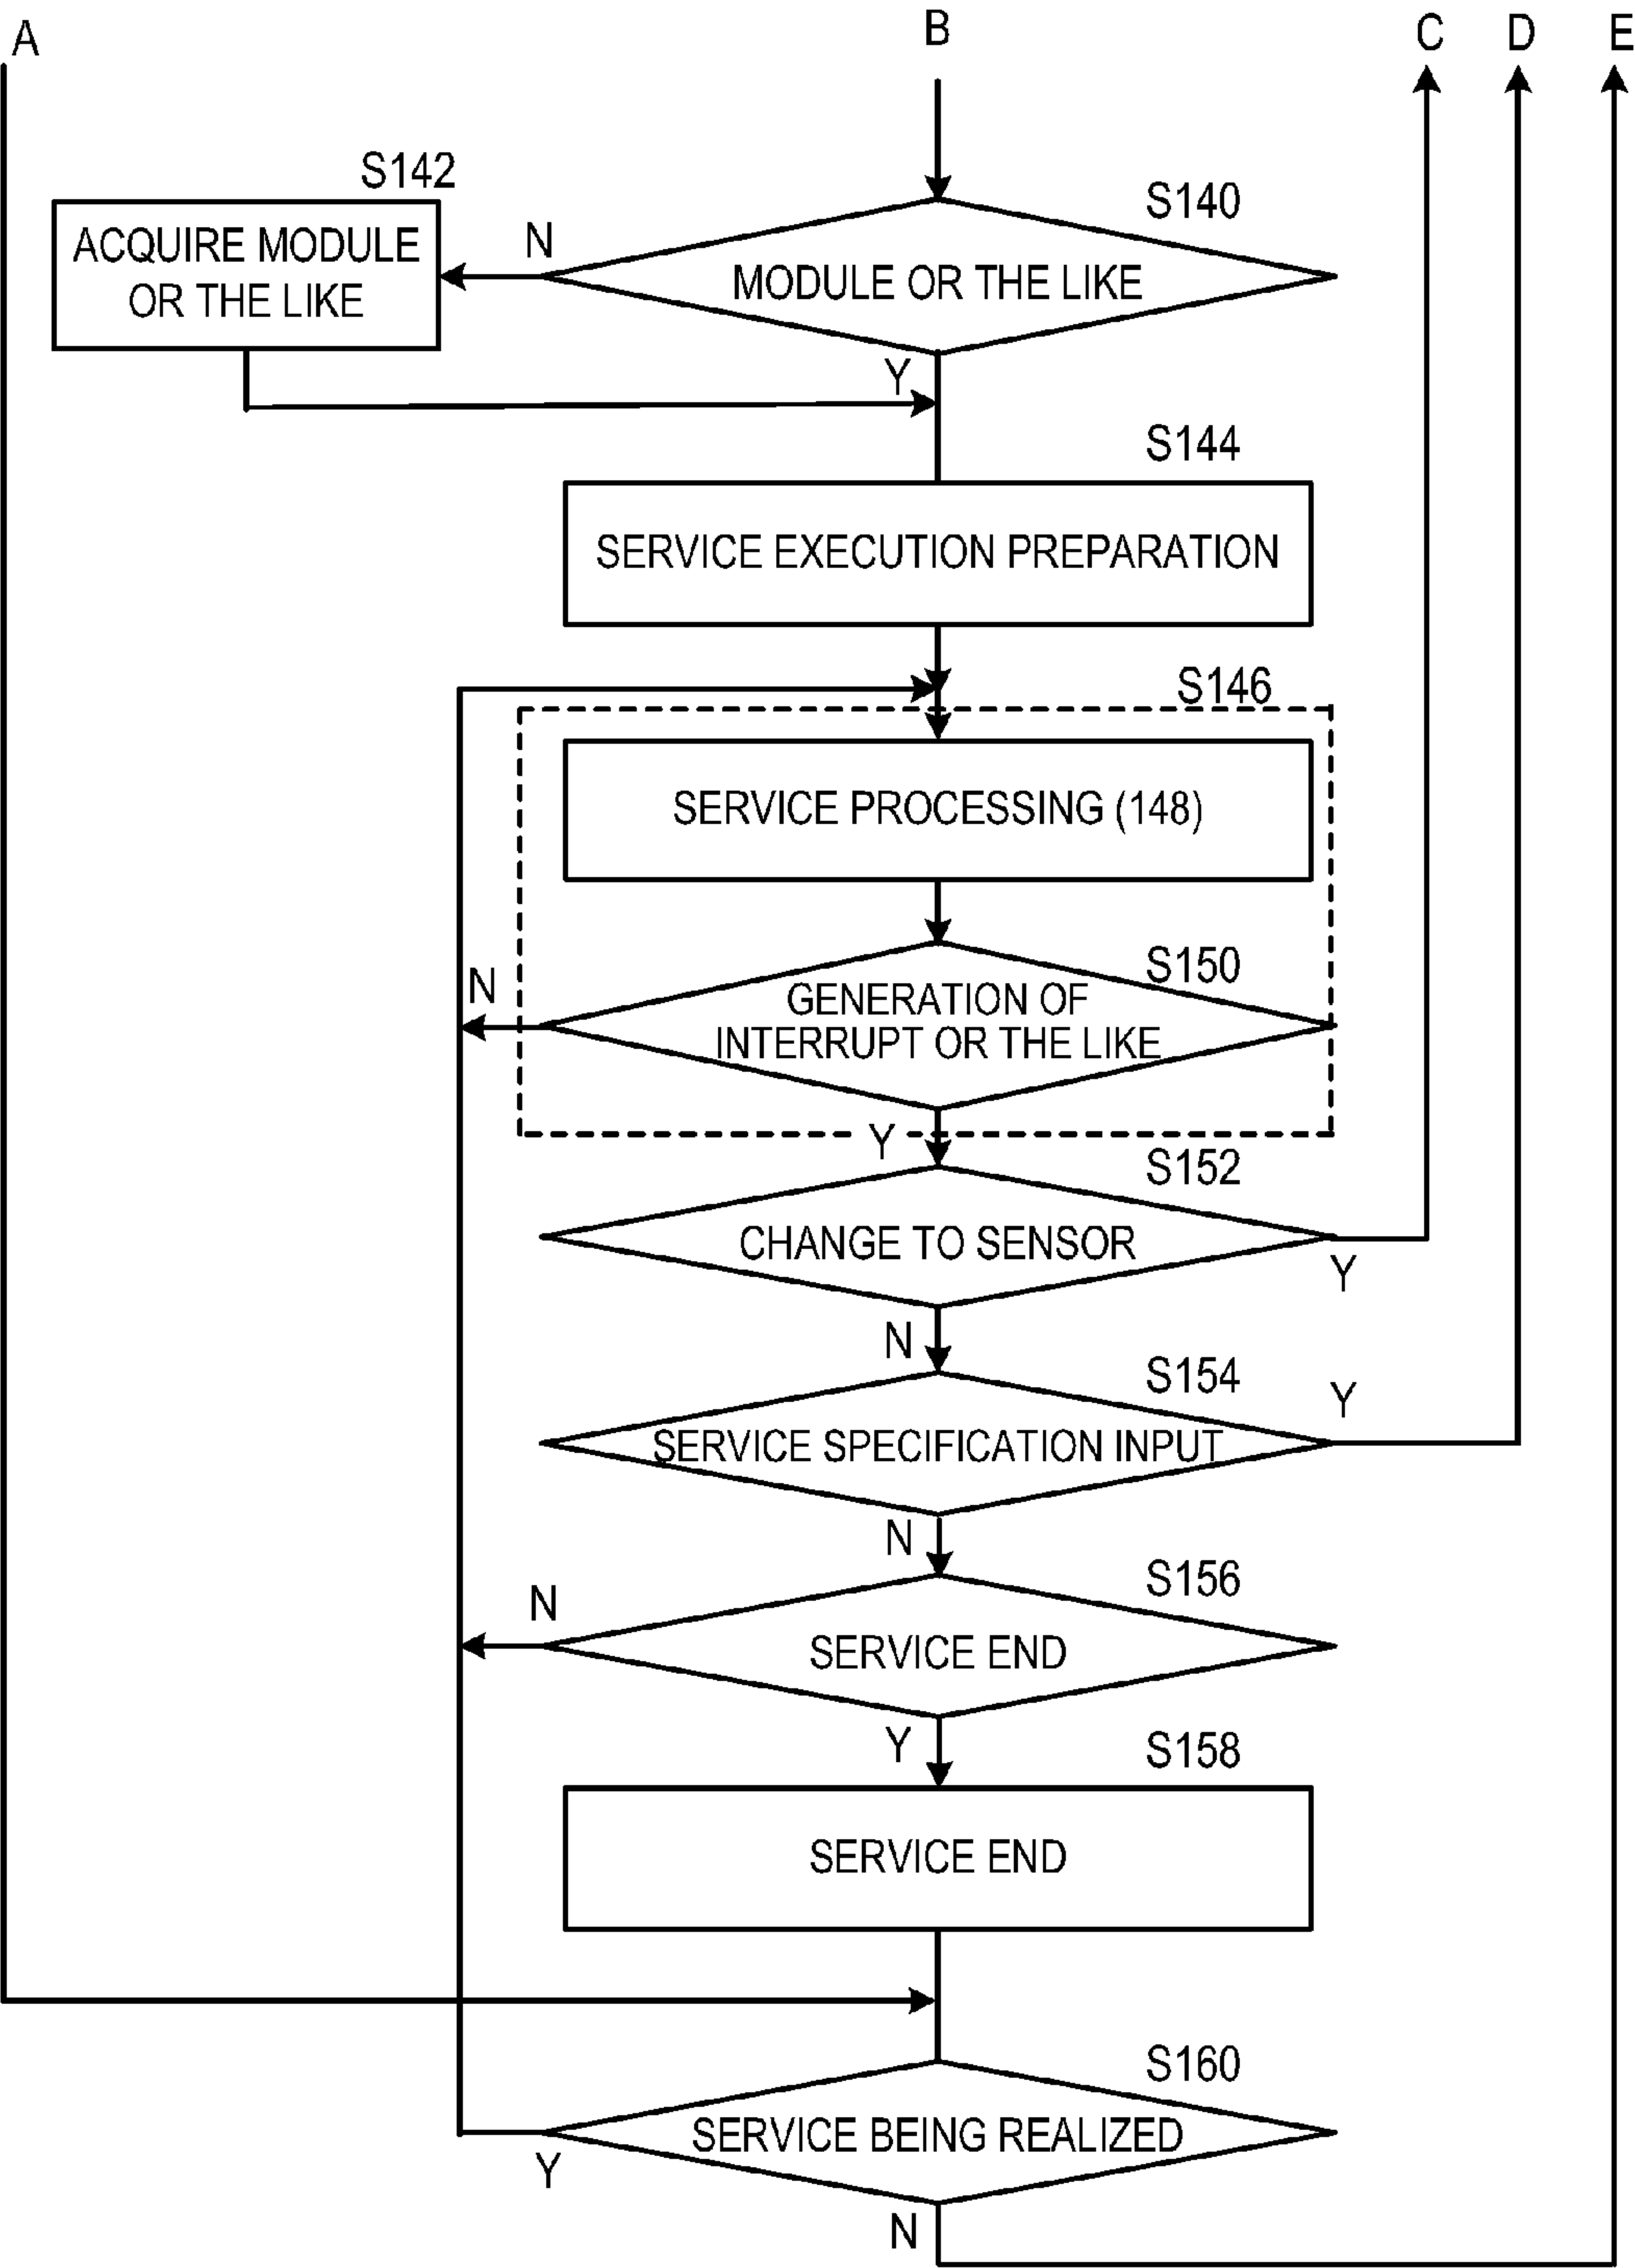 A
B
C
D
E
S142
S140
ACQUIRE MODULE
OR THE LIKE
N
MODULE OR THE LIKE
Y
S144
SERVICE EXECUTION PREPARATION
S146
SERVICE PROCESSING (148)
S150
N
GENERATION OF
INTERRUPT OR THE LIKE
Y
S152
CHANGE TO SENSOR
Y
N
S154
Y
SERVICE SPECIFICATION INPUT
N
S156
N
SERVICE END
Y
S158
SERVICE END
S160
SERVICE BEING REALIZED
Y
N